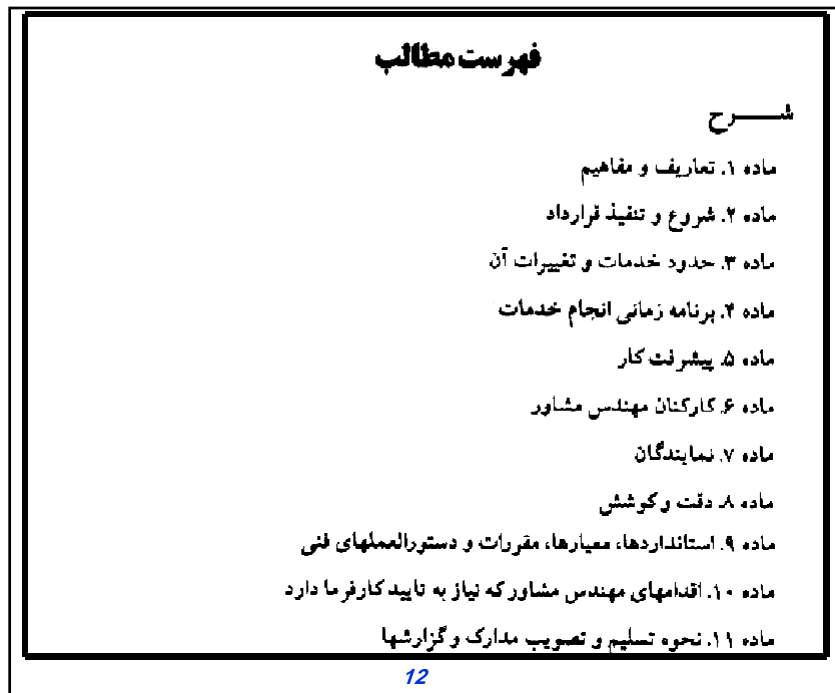 فهرست مطالب
شـــــرح
ماده ۱. تعاریف و مفاهیم
ماده ۲. شروع و تنفیذ قرارداد
ماده ۳. حدود خدمات و تغییرات آن
ماده ۴. برنامه زمانی انجام خدمات
ماده ۵. پیشرفت کار
ماده ۶. کارکنان مهندس مشاور
ماده ۷. نمایندگان
ماده ۸. دقت و کوشش
ماده ۹. استانداردها، معیارها، مقررات و دستورالعملهای فنی
ماده ۱۰. اقدامهای مهندس مشاور که نیاز به تایید کارفرما دارد
ماده ۱۱. نحوه تسلیم و تصویب مدارک و گزارشها
12